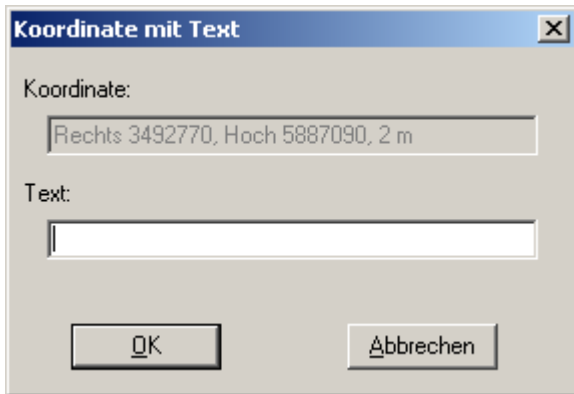 Koordinate mit Text
Koordinate:
Rechts 3492770, Hoch 5887090, 2 m
Text:
OK Abbrechen